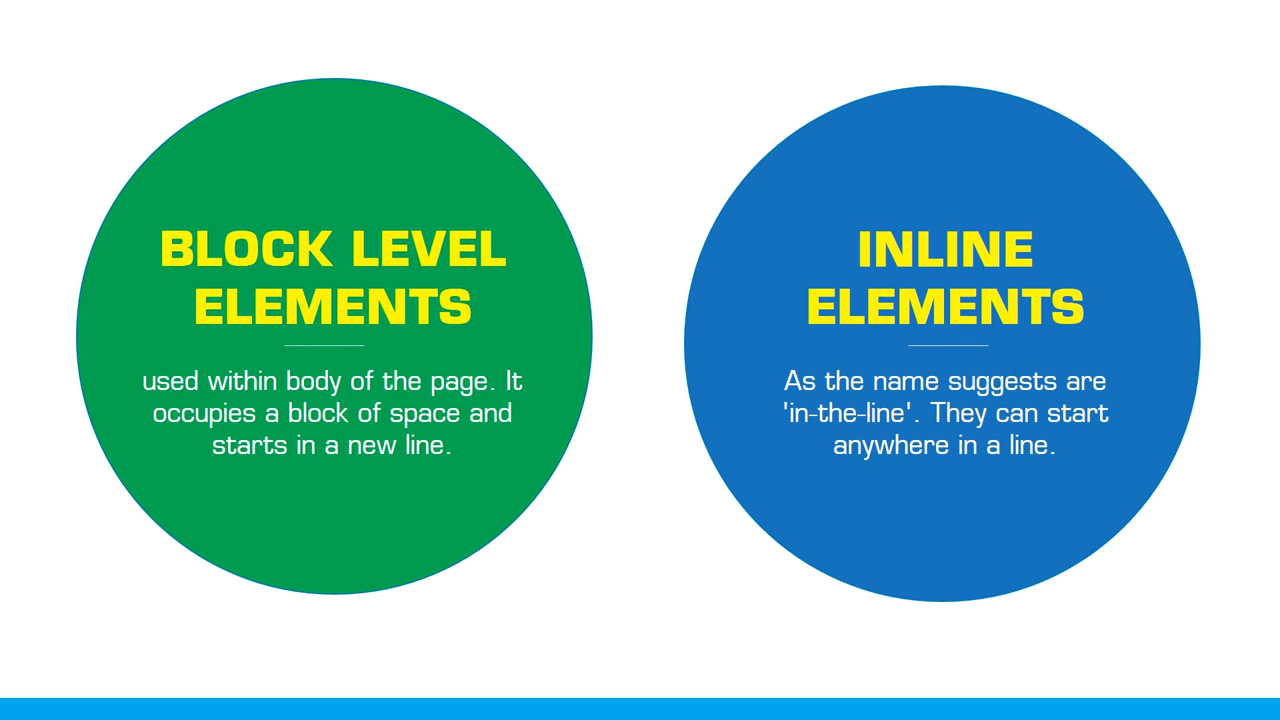 BLOCK LEVEL
ELEMENTS
used within body of the page. It
occupies a block of space and
starts in a new line.
INLINE
ELEMENTS
As the name suggests are
'in-the-line'. They can start
anywhere in a line.